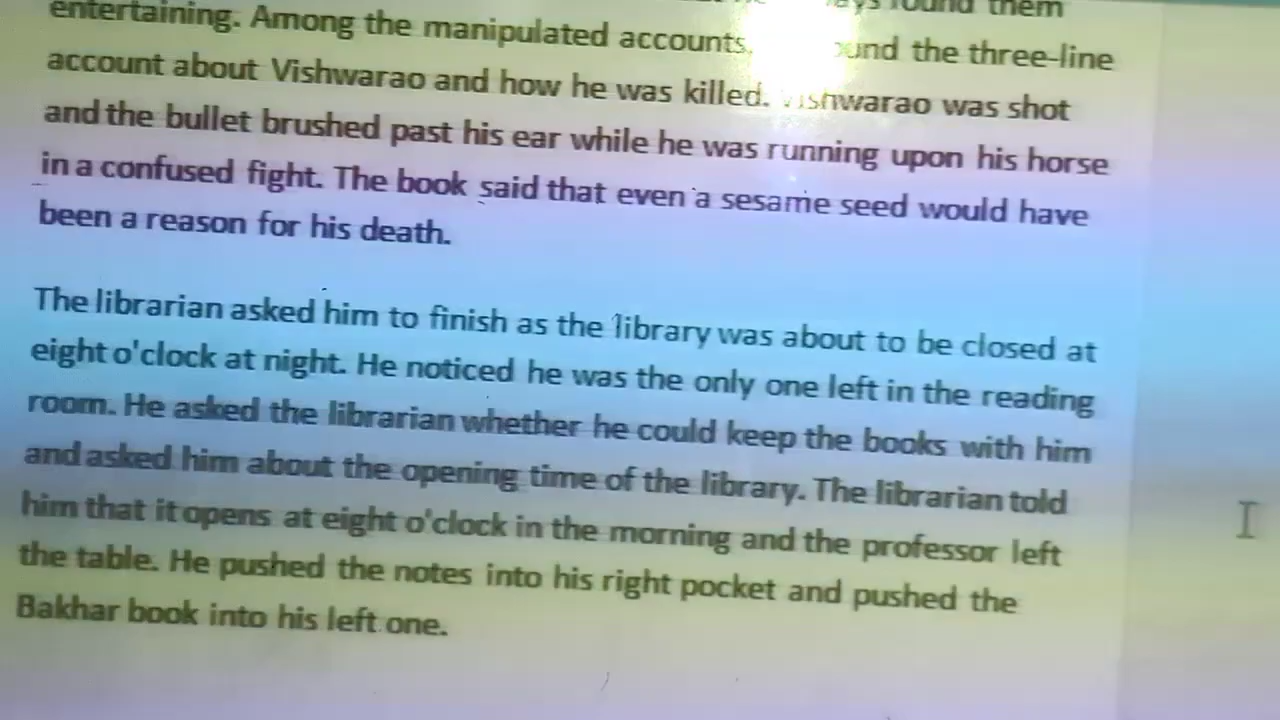 found them
entertaining. Among the manipulated accounts, the three-line
account about Vishwarao and how he was killed. was shot
and the bullet brushed past his ear while he was running upon his horse
in a confused fight. The book said that even a sesame seed would have
been a reason for his death.
The librarian asked him to finish as the library was about to be closed at
eight o'clock at night. He noticed he was the only one left in the reading
room. He asked the librarian whether he could keep the books with him
and asked him about the opening time of the library. The librarian told
him that it opens at eight o'clock in the morning and the professor left
the table. He pushed the notes into his right pocket and pushed the
Bakhar book into his left one.